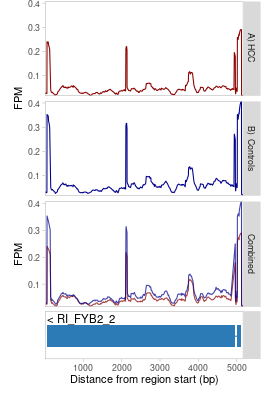 0.4
0.3
0.2
0.1
FPM
A) HCC
0.4
0.3
0.2
0.1
B) Controls
0.4
0.3
0.2
0.1
FPM
Combined
< RI_FYB2_2
1000 2000 3000 4000 5000
Distance from region start (bp)